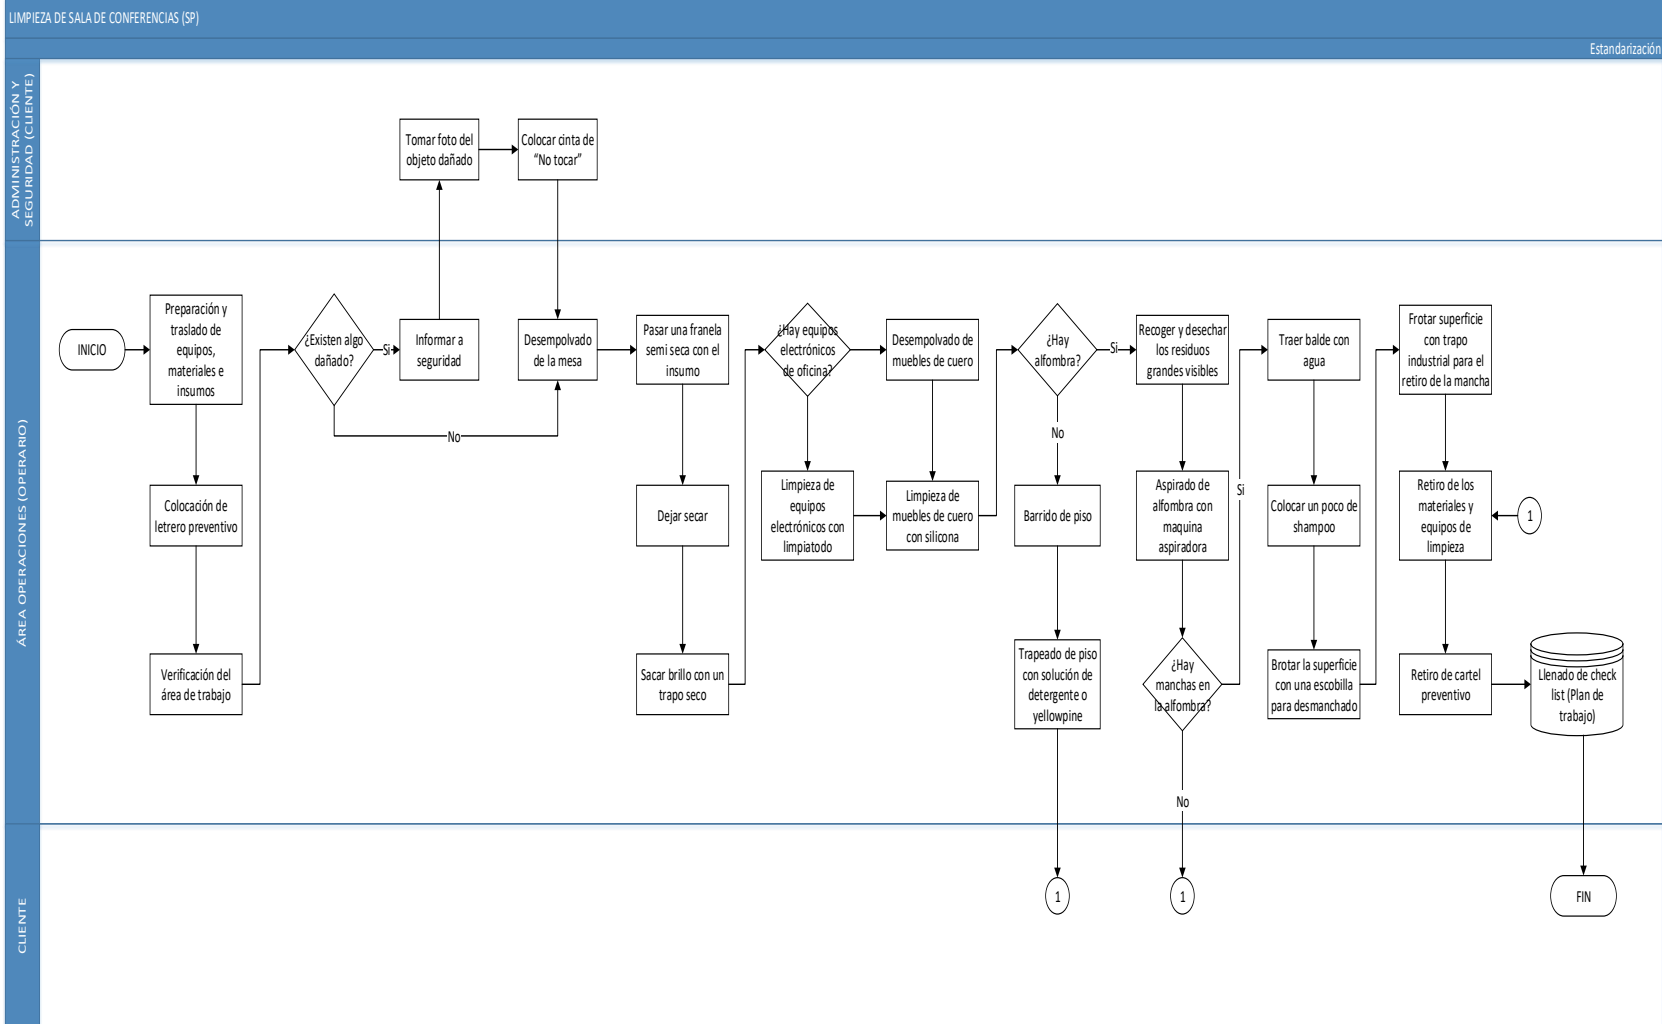 LIMPIEZA DE SALA DE CONFERENCIAS (SP)
Estandarización
ADMINISTRACIÓN Y
SEGURIDAD (CLIENTE)
Tomar foto del
objeto dañado
Colocar cinta de
“No tocar”
ÁREA OPERACIONES (OPERARIO)
INICIO
Preparación y
traslado de
equipos,
materiales e
insumos
Colocación de
letrero preventivo
Verificación del
área de trabajo
¿Existen algo
dañado?
Si
No
Informar a
seguridad
Desempolvado
de la mesa
Pasar una franela
semi seca con el
insumo
Dejar secar
Sacar brillo con un
trapo seco
¿Hay equipos
electrónicos
de oficina?
Limpieza de
equipos
electrónicos con
limpiatodo
Desempolvado de
muebles de cuero
Limpieza de
muebles de cuero
con silicona
¿Hay
alfombra?
Si
No
Barrido de piso
Trapeado de piso
con solución de
detergente o
yellowpine
Recoger y desechar
los residuos
grandes visibles
Aspirado de
alfombra con
maquina
aspiradora
¿Hay
manchas en
la alfombra?
Si
No
Traer balde con
agua
Colocar un poco de
shampoo
Brotar la superficie
con una escobilla
para desmanchado
Frotar superficie
con trapo
industrial para el
retiro de la mancha
Retiro de los
materiales y
equipos de
limpieza
1
Retiro de cartel
preventivo
Llenado de check
list (Plan de
trabajo)
CLIENTE
1
1
FIN